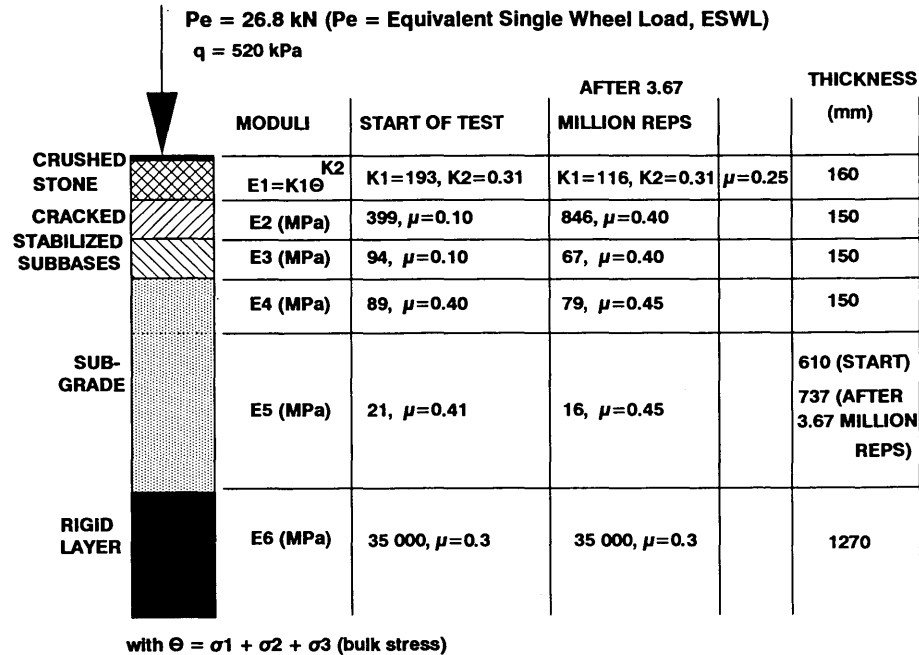 Pe = 26.8 kN (Pe = Equivalent Single Wheel Load, ESWL)
q = 520 kPa
MODULI
START OF TEST
AFTER 3.67
MILLION REPS
THICKNESS
(mm)
CRUSHED
STONE
E1=K1Θ K2
K1=193, K2=0.31
K1=116, K2=0.31
μ=0.25
160
CRACKED
STABILIZED
SUBBASES
E2 (MPa)
399, μ=0.10
846, μ=0.40
150
E3 (MPa)
94, μ=0.10
67, μ=0.40
150
E4 (MPa)
89, μ=0.40
79, μ=0.45
150
SUB-
GRADE
E5 (MPa)
21, μ=0.41
16, μ=0.45
610 (START)
737 (AFTER
3.67 MILLION
REPS)
RIGID
LAYER
E6 (MPa)
35 000, μ=0.3
35 000, μ=0.3
1270
with Θ = σ1 + σ2 + σ3 (bulk stress)